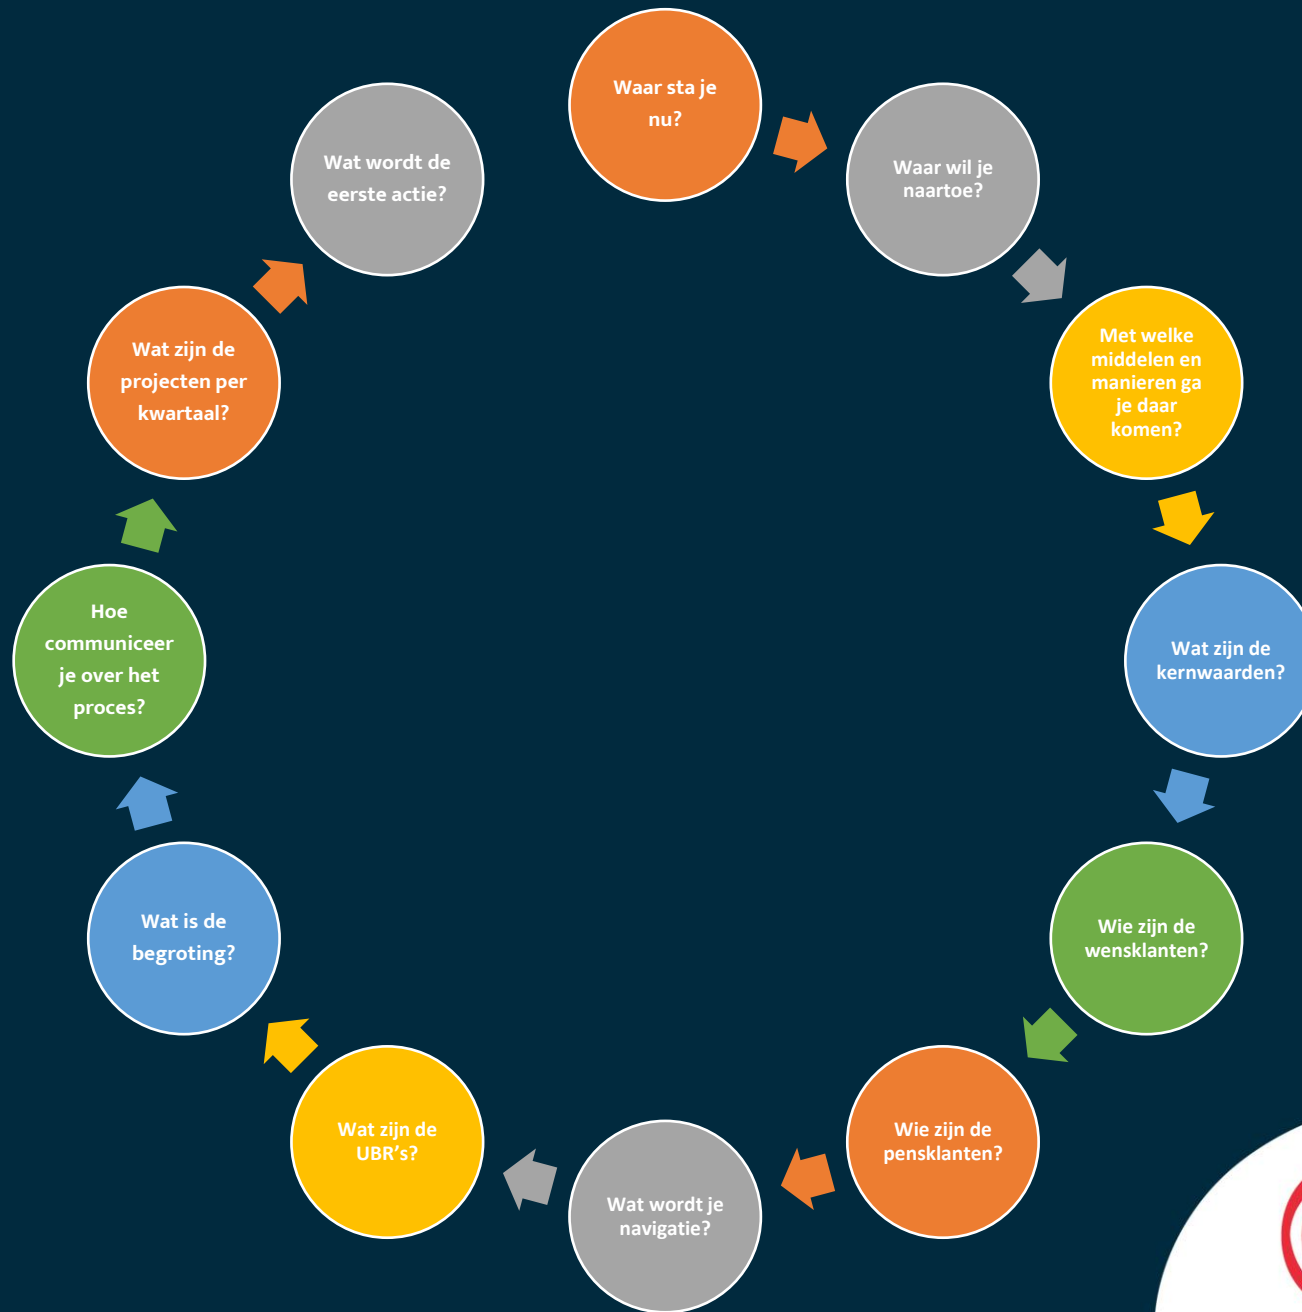 Waar sta je
nu?
Waar wil je
naartoe?
Met welke
middelen en
manieren ga
je daar
komen?
Wat zijn de
kernwaarden?
Wie zijn de
wensklanten?
Wie zijn de
pensklanten?
Wat wordt je
navigatie?
Wat zijn de
UBR's?
Wat is de
begroting?
Hoe
communiceer
je over het
proces?
Wat zijn de
projecten per
kwartaal?
Wat wordt de
eerste actie?